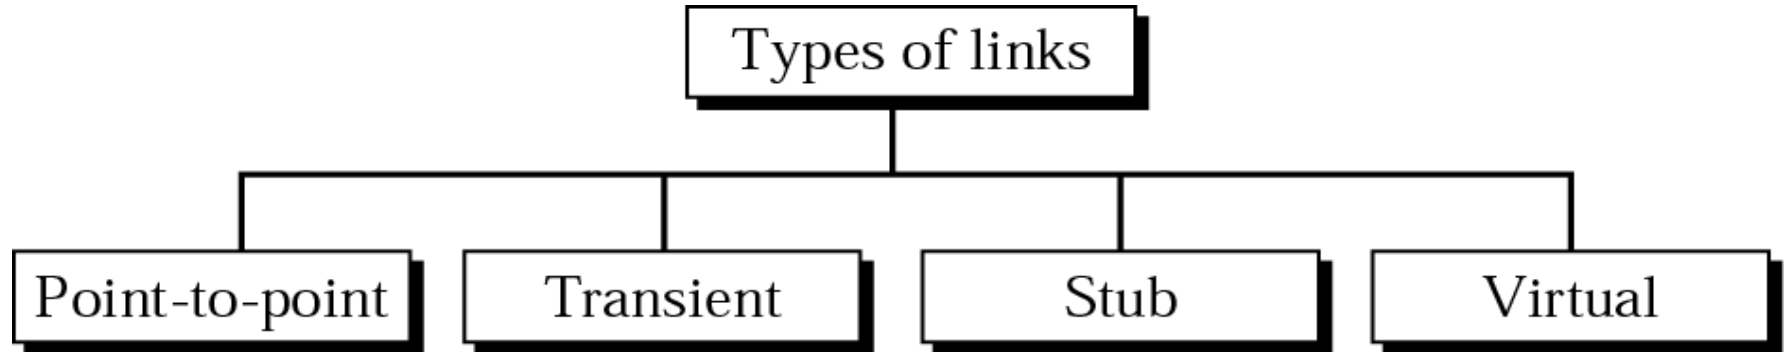 Types of links
Point-to-point
Transient
Stub
Virtual